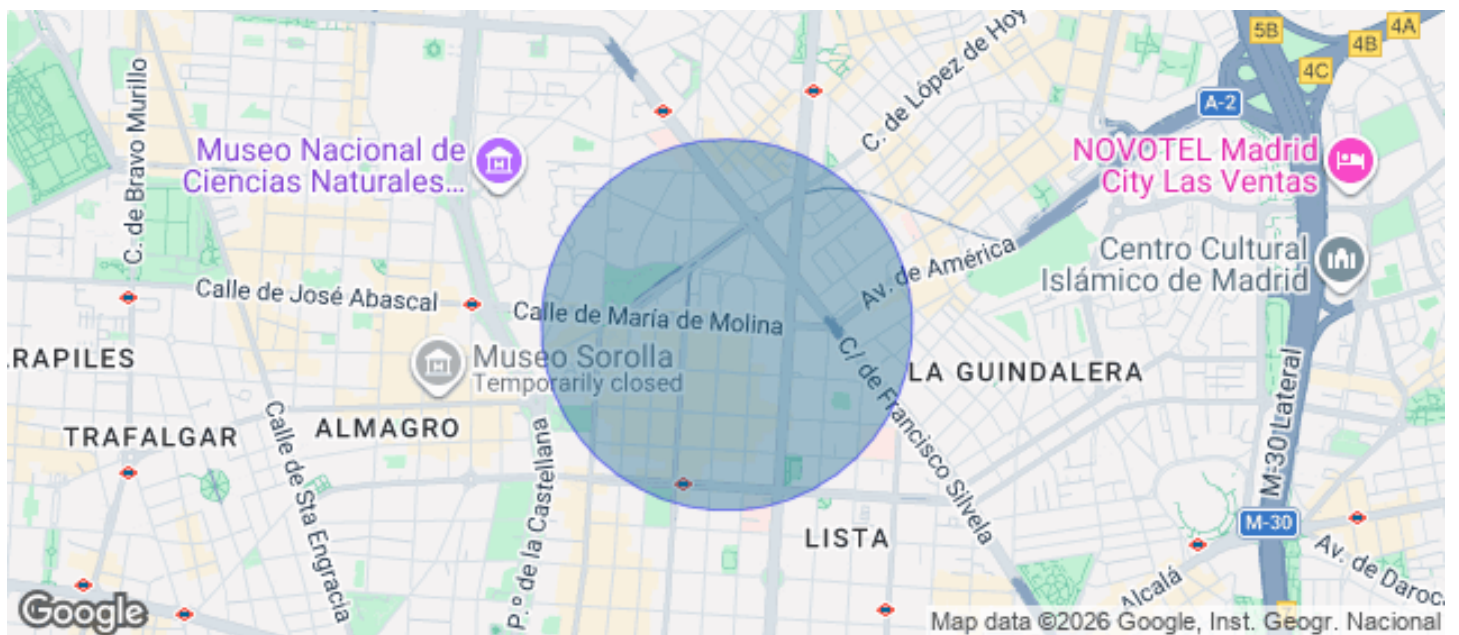 5B
4A
4B
4C
A-2
C. de López de Hoy
C. de Bravo Murillo
Museo Nacional de
Ciencias Naturales...
NOVOTEL Madrid
City Las Ventas
Centro Cultural
Islámico de Madrid
Av. de América
Calle de José Abascal
Calle de María de Molina
Museo Sorolla
Temporarily closed
C/ de Francisco Silvela
ARAPILES
LA GUINDALERA
TRAFALGAR
ALMAGRO
Calle de Sta Engracia
P.º de la Castellana
M-30 Lateral
LISTA
M-30
Av. de Daroc
Alcalá
Google
Map data ©2026 Google, Inst. Geogr. Nacional